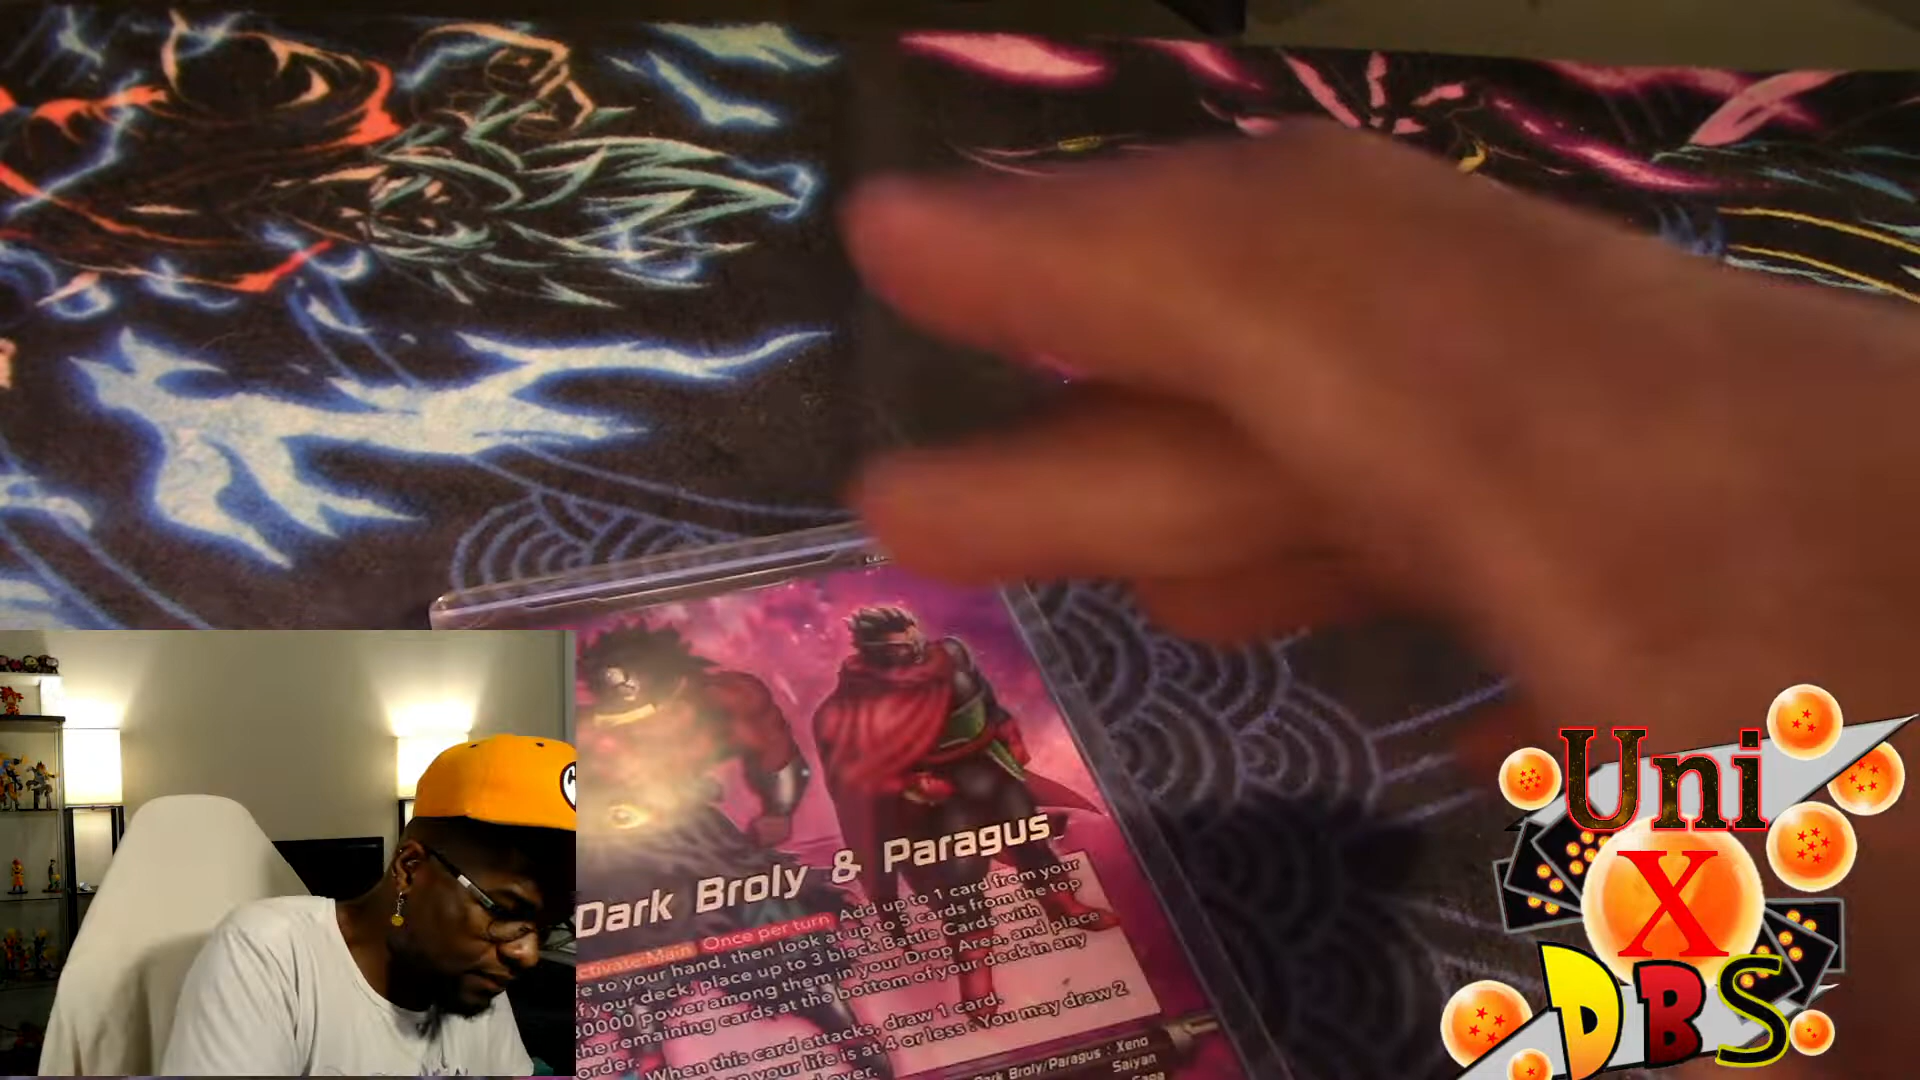 Dark Broly & Paragus
Activate: Main Once per turn Add up to 1 card from your
to your hand, then look at up to 5 cards from the top
your deck, place up to 3 black Battle Cards with
30000 power among them in your Drop Area, and place
the remaining cards at the bottom of your deck in any
order.
When this card attacks, draw 1 card.
your life is at 4 or less : You may draw 2
over.
Dark Broly/Paragus : Xeno
Saiyan
Saga
Uni
X
DBS